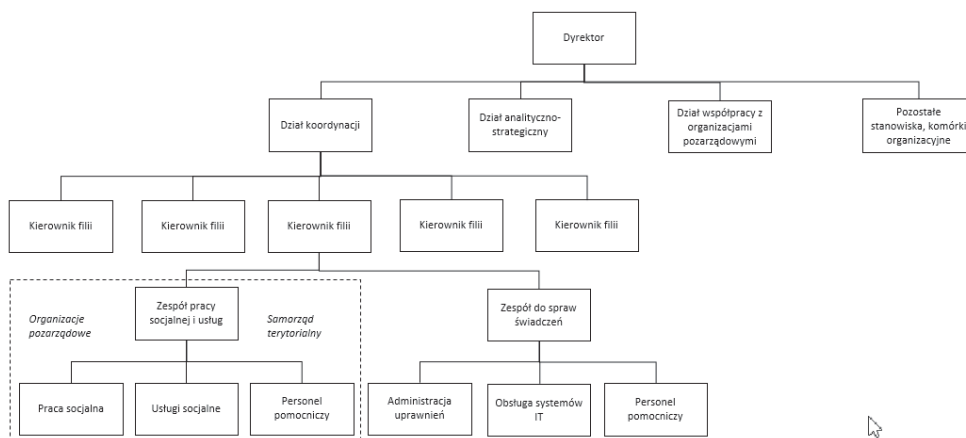 Dyrektor
Dział koordynacji
Dział analityczno-
strategiczny
Dział współpracy z
organizacjami
pozarządowymi
Pozostałe
stanowiska, komórki
organizacyjne
Kierownik filii
Kierownik filii
Kierownik filii
Kierownik filii
Kierownik filii
Organizacje
pozarządowe
Zespół pracy
socjalnej i usług
Samorząd
terytorialny
Zespół do spraw
świadczeń
Praca socjalna
Usługi socjalne
Personel
pomocniczy
Administracja
uprawnień
Obsługa systemów
IT
Personel
pomocniczy